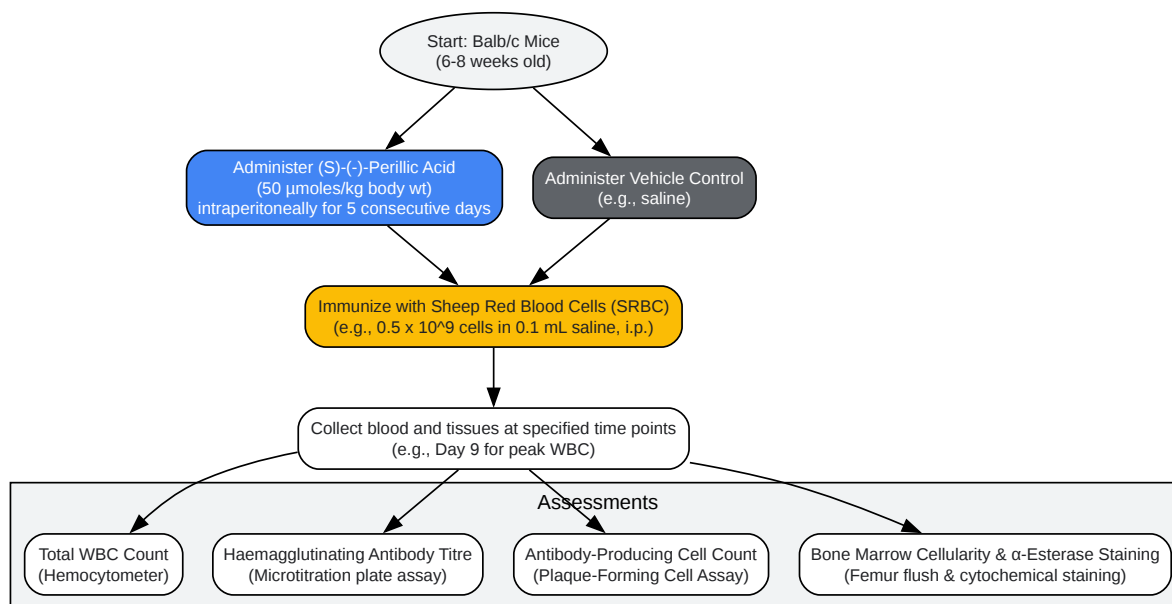 Start: Balb/c Mice
(6-8 weeks old)
Administer (S)-(-)-Perillic Acid
(50 µmoles/kg body wt)
intraperitoneally for 5 consecutive days
Administer Vehicle Control
(e.g., saline)
Immunize with Sheep Red Blood Cells (SRBC)
(e.g., 0.5 x 10^9 cells in 0.1 mL saline, i.p.)
Collect blood and tissues at specified time points
(e.g., Day 9 for peak WBC)
Assessments
Total WBC Count
(Hemocytometer)
Haemagglutinating Antibody Titre
(Microtitration plate assay)
Antibody-Producing Cell Count
(Plaque-Forming Cell Assay)
Bone Marrow Cellularity & α-Esterase Staining
(Femur flush & cytochemical staining)